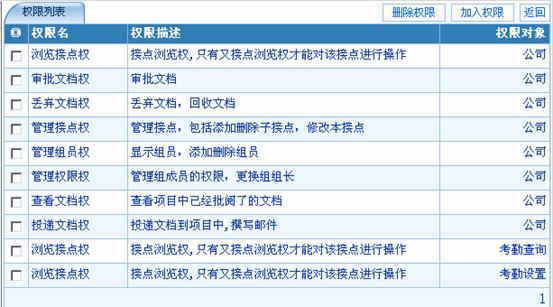 权限列表 删除权限 加入权限 返回
权限名 权限描述 权限对象
浏览接点权 接点浏览权,只有又接点浏览权才能对该接点进行操作 公司
审批文档权 审批文档 公司
丢弃文档权 丢弃文档，回收文档 公司
管理接点权 管理接点，包括添加删除子接点，修改本接点 公司
管理组员权 显示组员，添加删除组员 公司
管理权限权 管理组成员的权限，更换组组长 公司
查看文档权 查看项目中已经批阅了的文档 公司
投递文档权 投递文档到项目中,撰写邮件 公司
浏览接点权 接点浏览权,只有又接点浏览权才能对该接点进行操作 考勤查询
浏览接点权 接点浏览权,只有又接点浏览权才能对该接点进行操作 考勤设置
1